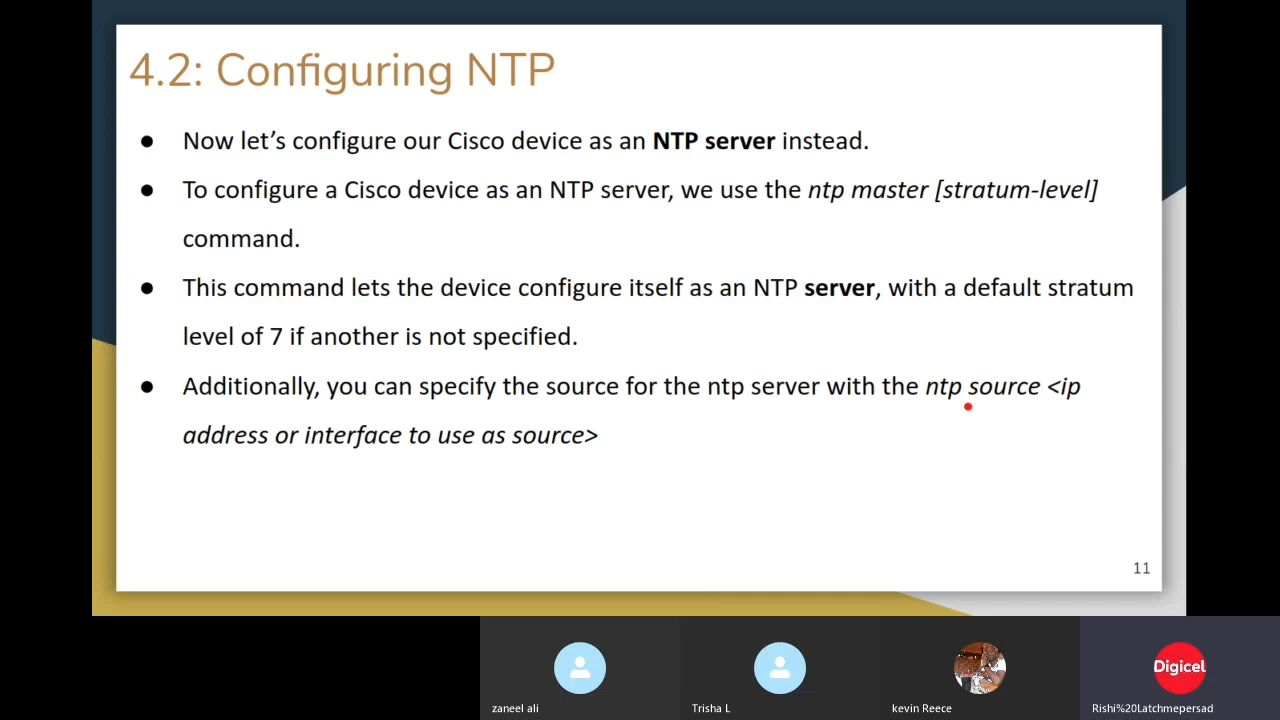 4.2: Configuring NTP
● Now let’s configure our Cisco device as an NTP server instead.
● To configure a Cisco device as an NTP server, we use the ntp master [stratum-level]
command.
● This command lets the device configure itself as an NTP server, with a default stratum
level of 7 if another is not specified.
● Additionally, you can specify the source for the ntp server with the ntp source <ip
address or interface to use as source>
11
Digicel
zaneel ali
Trisha L
kevin Reece
Rishi%20Latchmepersad